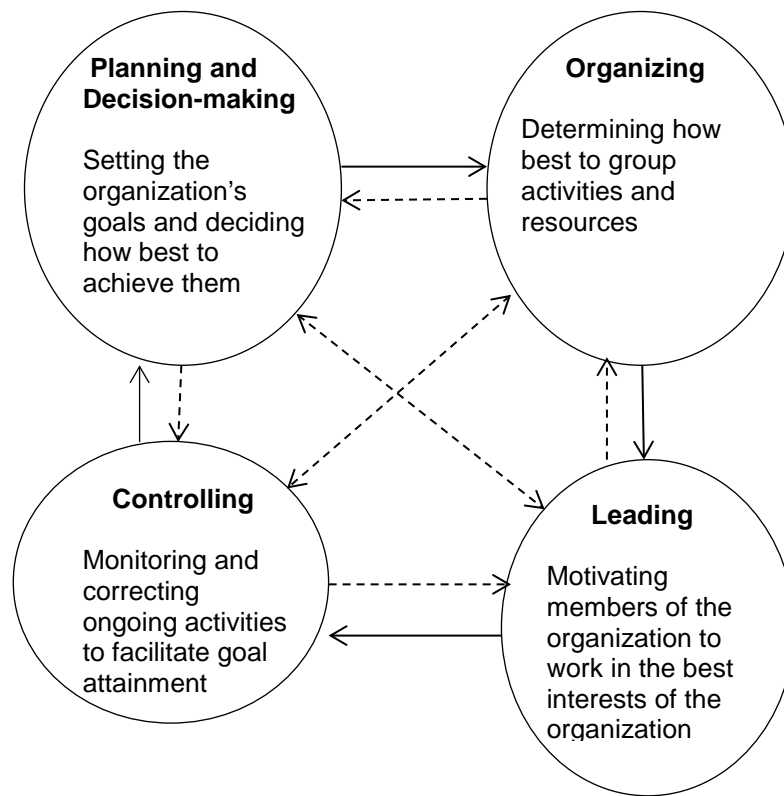 Planning and
Decision-making
Setting the
organization’s
goals and deciding
how best to
achieve them
Organizing
Determining how
best to group
activities and
resources
Controlling
Monitoring and
correcting
ongoing activities
to facilitate goal
attainment
Leading
Motivating
members of the
organization to
work in the best
interests of the
organization